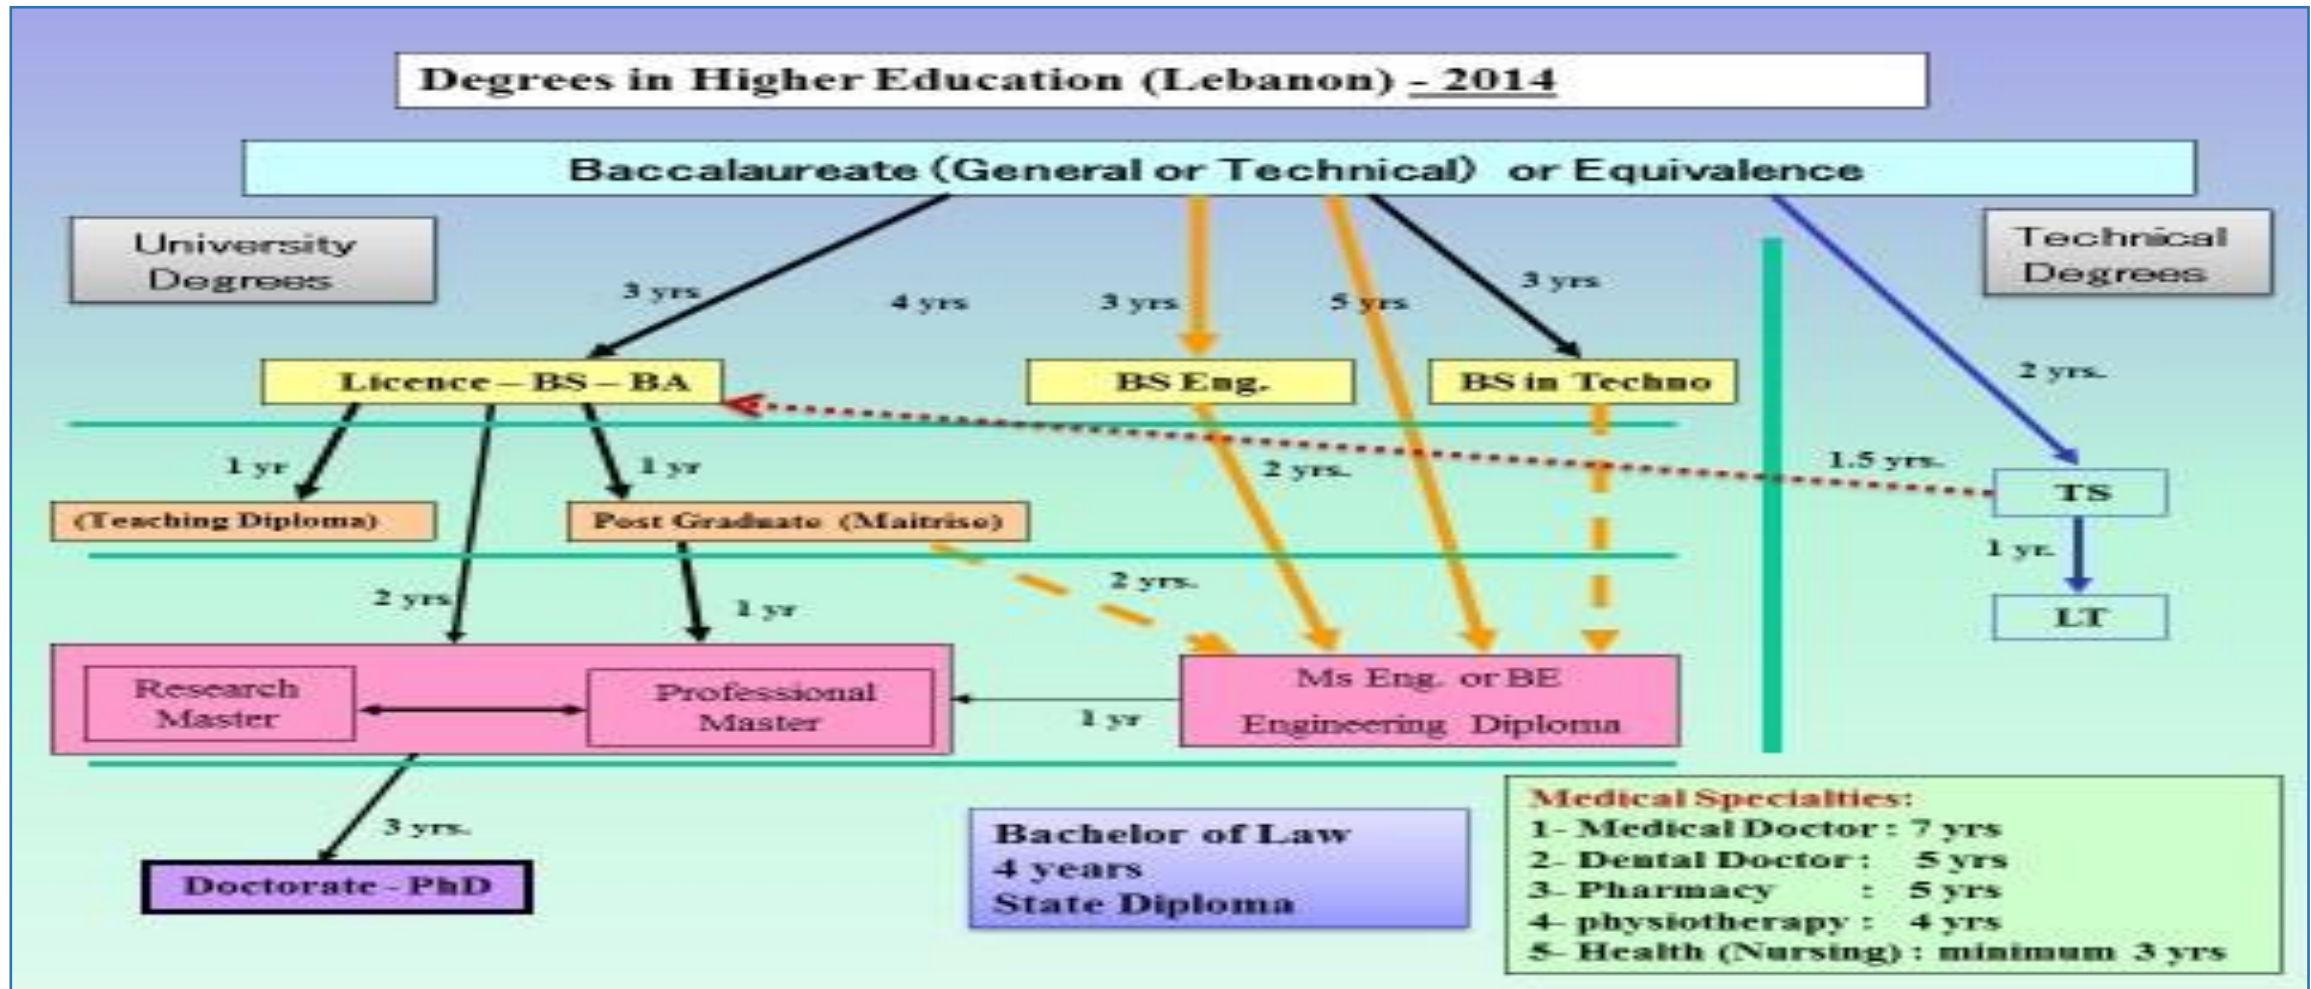 Degrees in Higher Education (Lebanon) - 2014
Baccalaureate (General or Technical) or Equivalence
University
Degrees
Technical
Degrees
3 yrs
4 yrs
3 yrs
5 yrs
3 yrs
2 yrs.
Licence – BS – BA
BS Eng.
BS in Techno
1 yr
1 yr
2 yrs.
1.5 yrs.
TS
(Teaching Diploma)
Post Graduate (Maitrise)
1 yr.
2 yrs
1 yr
2 yrs.
LT
Research
Master
Professional
Master
1 yr
Ms Eng. or BE
Engineering Diploma
3 yrs.
Doctorate - PhD
Bachelor of Law
4 years
State Diploma
Medical Specialties:
1- Medical Doctor : 7 yrs
2- Dental Doctor : 5 yrs
3- Pharmacy : 5 yrs
4- physiotherapy : 4 yrs
5- Health (Nursing) : minimum 3 yrs